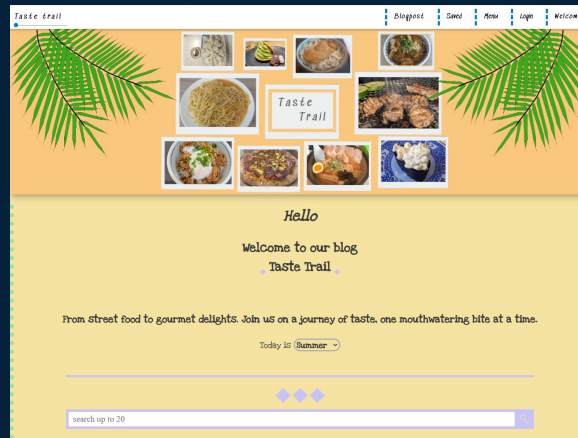 Taste trail
Blogpost Saved Menu Login Welcom
Taste
Trail
Hello
Welcome to our blog
Taste Trail
From street food to gourmet delights. Join us on a journey of taste, one mouthwatering bite at a time.
Today is Summer
search up to 20